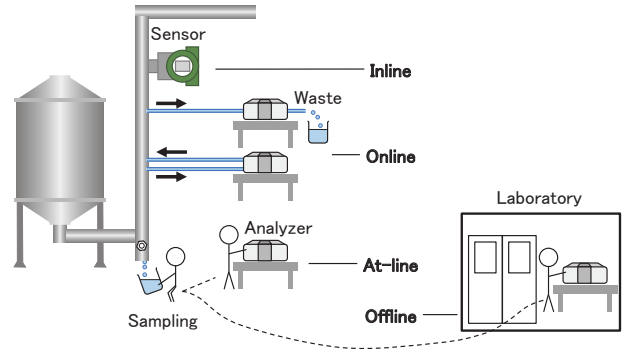 Sensor
Inline
Waste
Online
Laboratory
Analyzer
At-line
Offline
Sampling